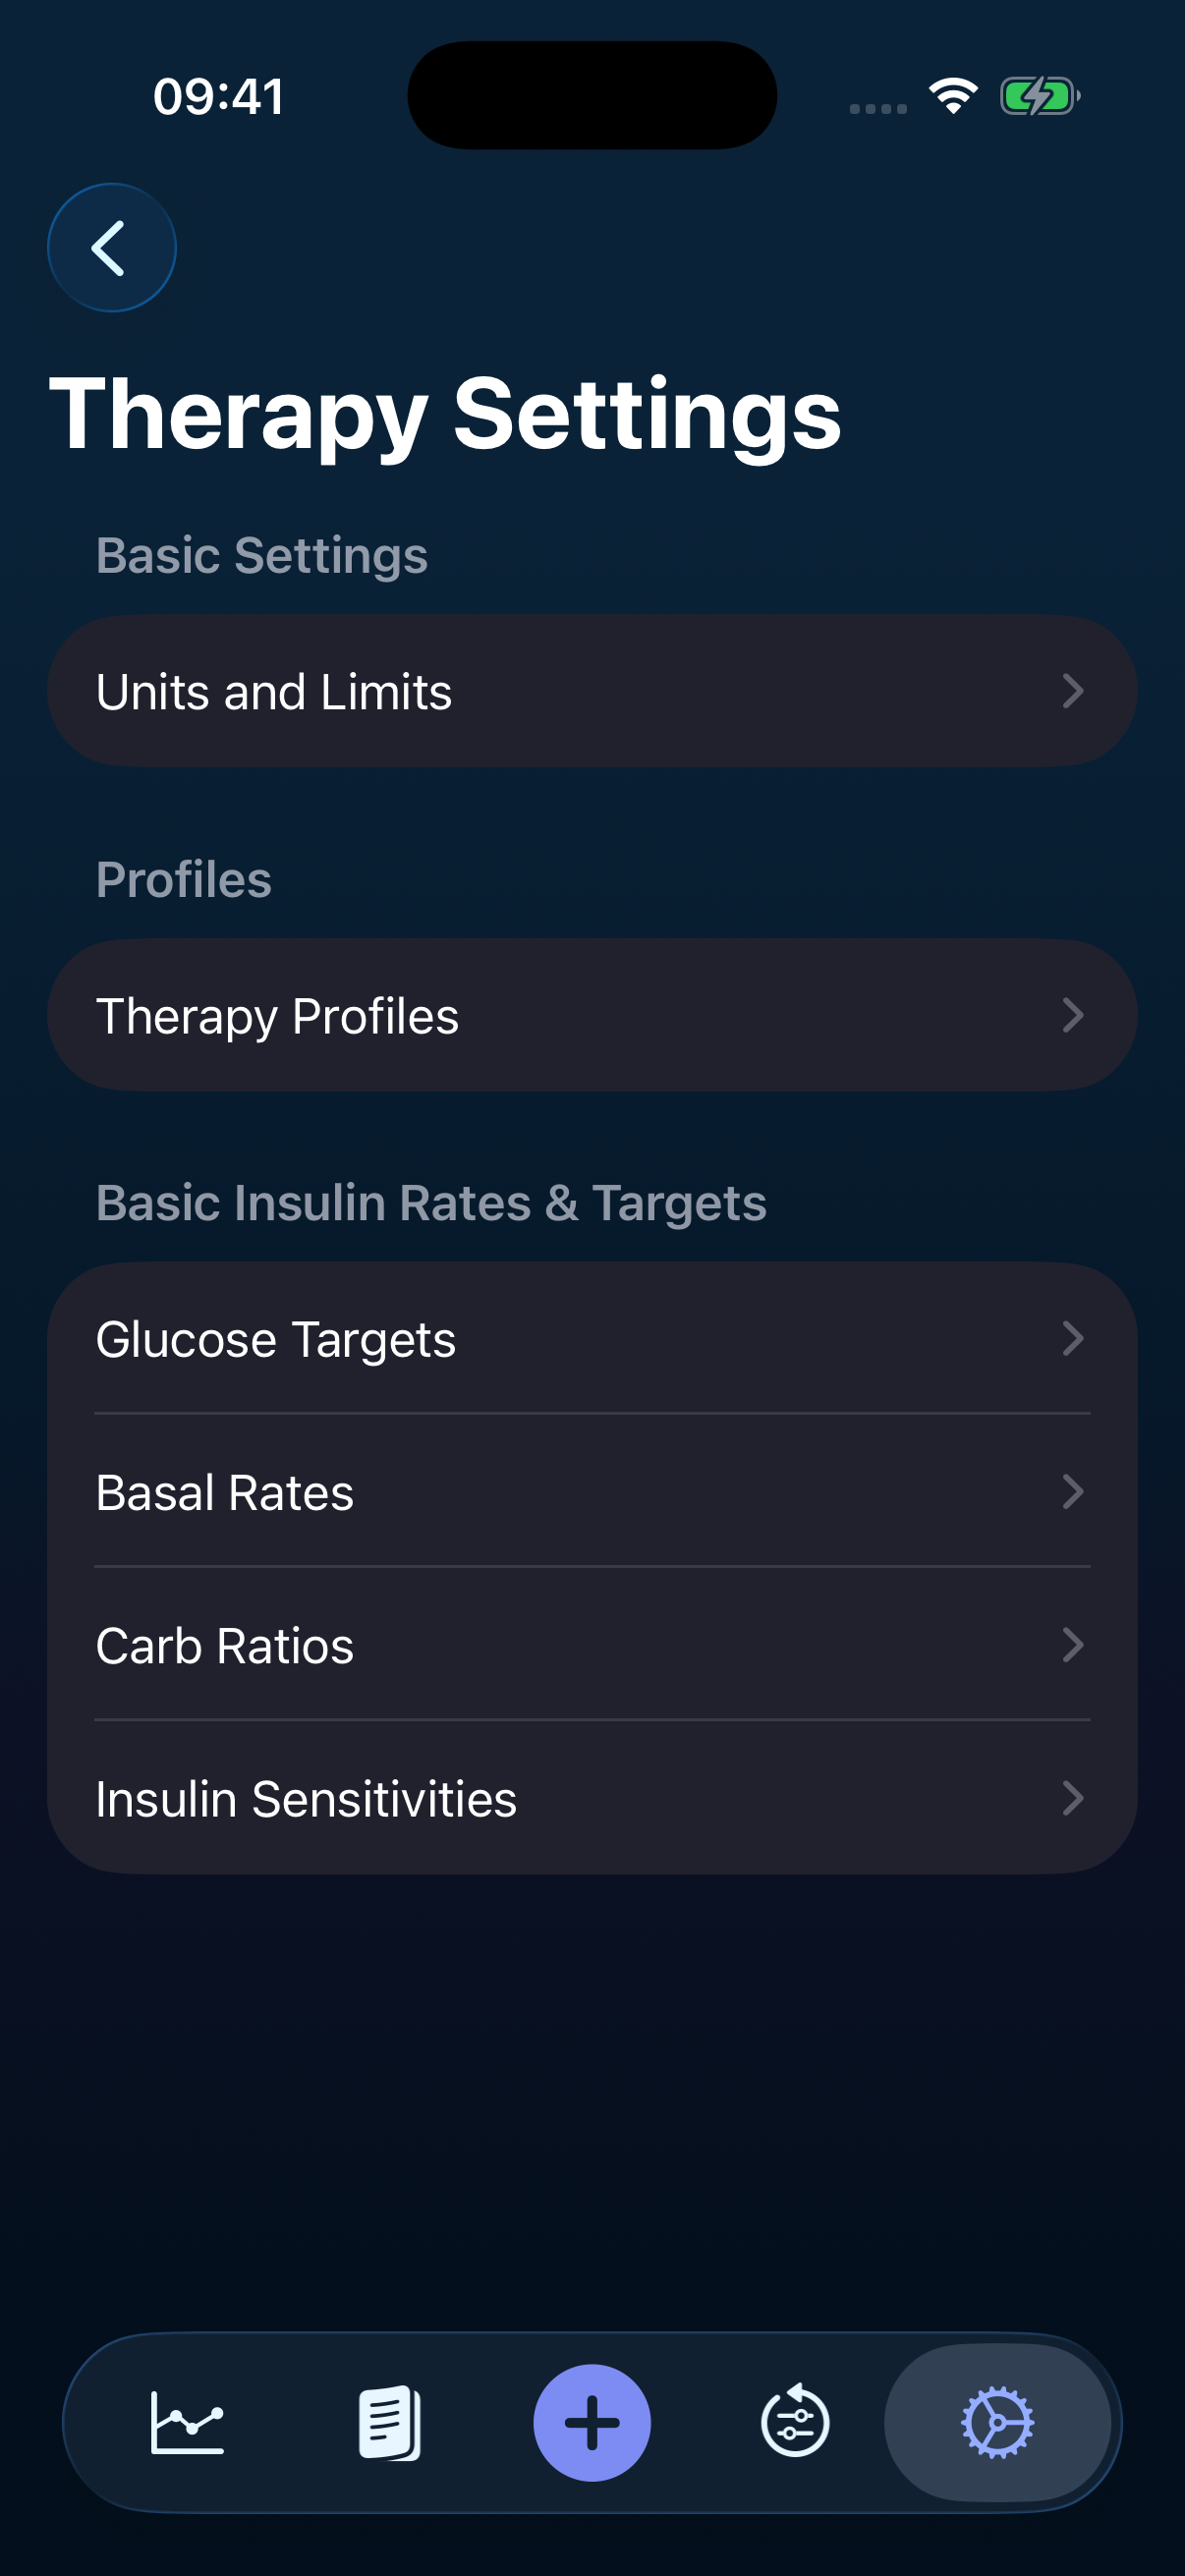 09:41
Therapy Settings
Basic Settings
Units and Limits
Profiles
Therapy Profiles
Basic Insulin Rates & Targets
Glucose Targets
Basal Rates
Carb Ratios
Insulin Sensitivities